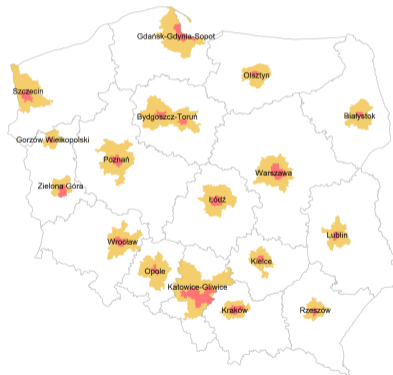 Gdańsk-Gdynia-Sopot
Olsztyn
Szczecin
Bydgoszcz-Toruń
Białystok
Gorzów Wielkopolski
Poznań
Warszawa
Zielona Góra
Łódź
Lublin
Wrocław
Kielce
Opole
Katowice-Gliwice
Kraków
Rzeszów